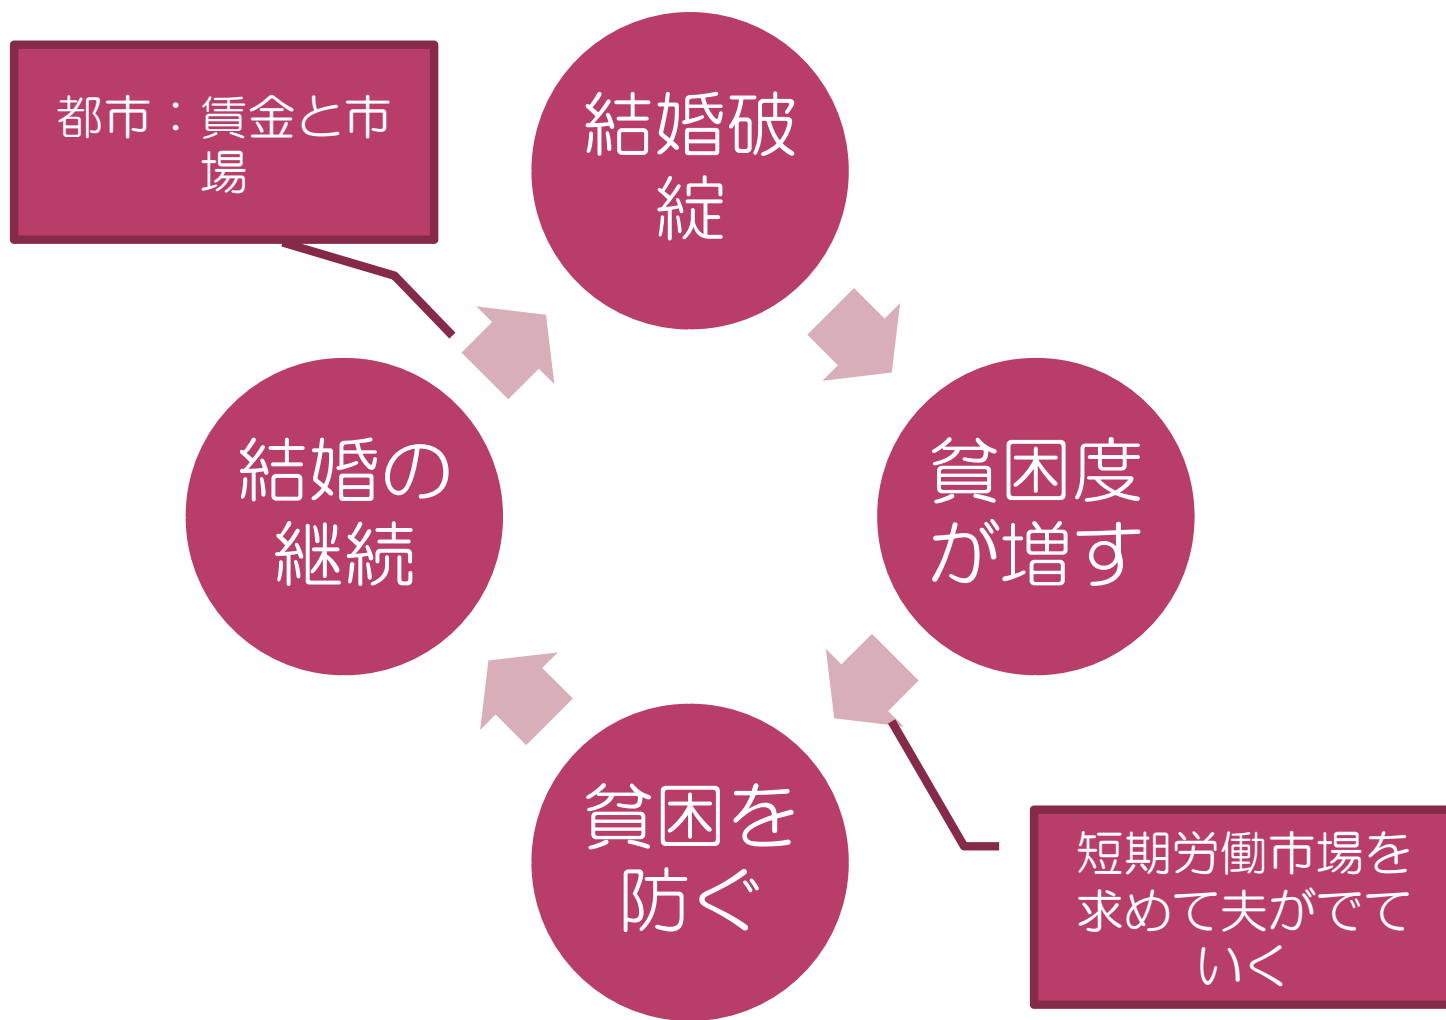 都市：賃金と市
場
結婚破
綻
結婚の
継続
貧困度
が増す
貧困を
防ぐ
短期労働市場を
求めて夫がでて
いく